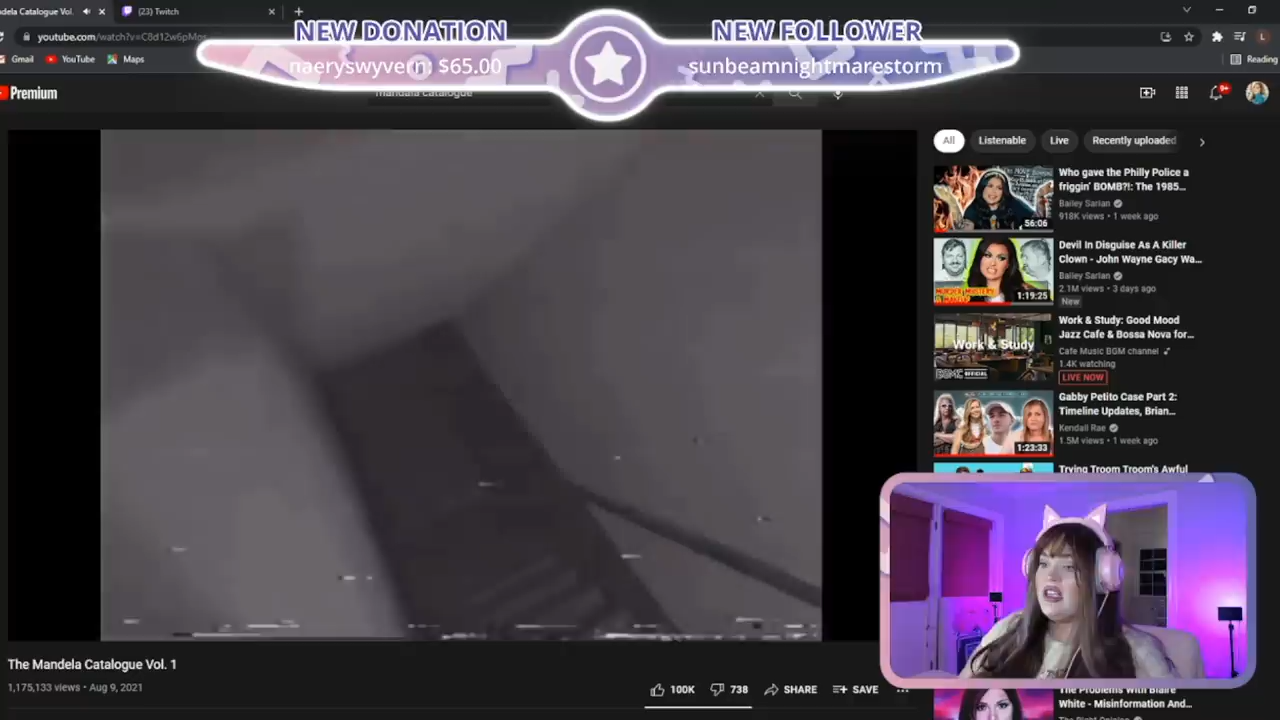 ndela Catalogue Vol.
(23) Twitch
NEW DONATION
NEW FOLLOWER
youtube.com/watch?v=C8d12w6pM
naeryswyvern: $65.00
sunbeamnightmarestorm
Gmail
YouTube
Maps
Reading
Premium
mandela catalogue
9+
L
All
Listenable
Live
Recently uploaded
Who gave the Philly Police a
friggin' BOMB?!: The 1985...
Bailey Sarian
918K views • 1 week ago
56:06
Devil In Disguise As A Killer
Clown - John Wayne Gacy Wa...
Bailey Sarian
2.1M views • 3 days ago
New
1:19:25
Work & Study: Good Mood
Jazz Cafe & Bossa Nova for...
Cafe Music BGM channel
1.4K watching
LIVE NOW
Work & Study
BGMC OFFICIAL
Gabby Petito Case Part 2:
Timeline Updates, Brian...
Kendall Rae
1.5M views • 1 week ago
1:23:33
Trying Troom Troom's Awful
The Mandela Catalogue Vol. 1
1,175,133 views • Aug 9, 2021
100K
738
SHARE
SAVE
The Problems With Blaire
White - Misinformation And...